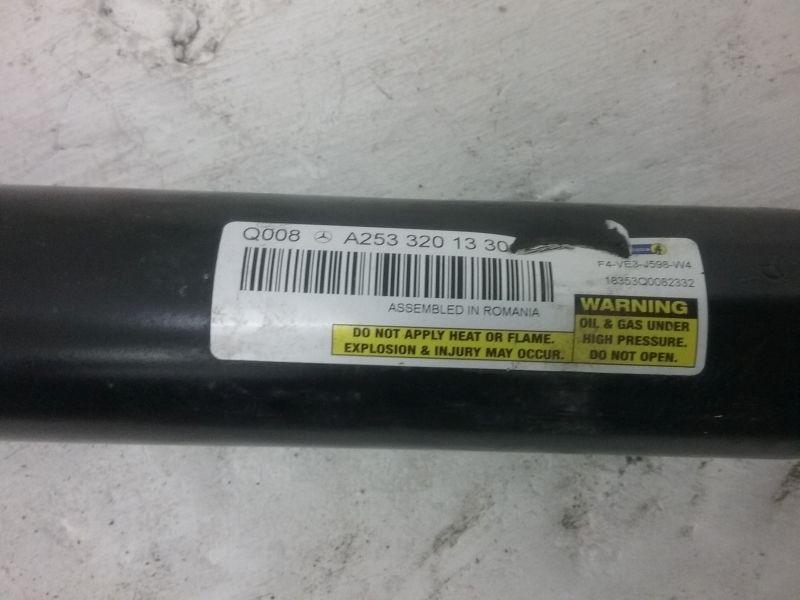 Q008 A253 320 13 30
F4-VE3-J598-W4
18353Q0082332
ASSEMBLED IN ROMANIA
DO NOT APPLY HEAT OR FLAME.
EXPLOSION & INJURY MAY OCCUR.
WARNING
OIL & GAS UNDER
HIGH PRESSURE.
DO NOT OPEN.